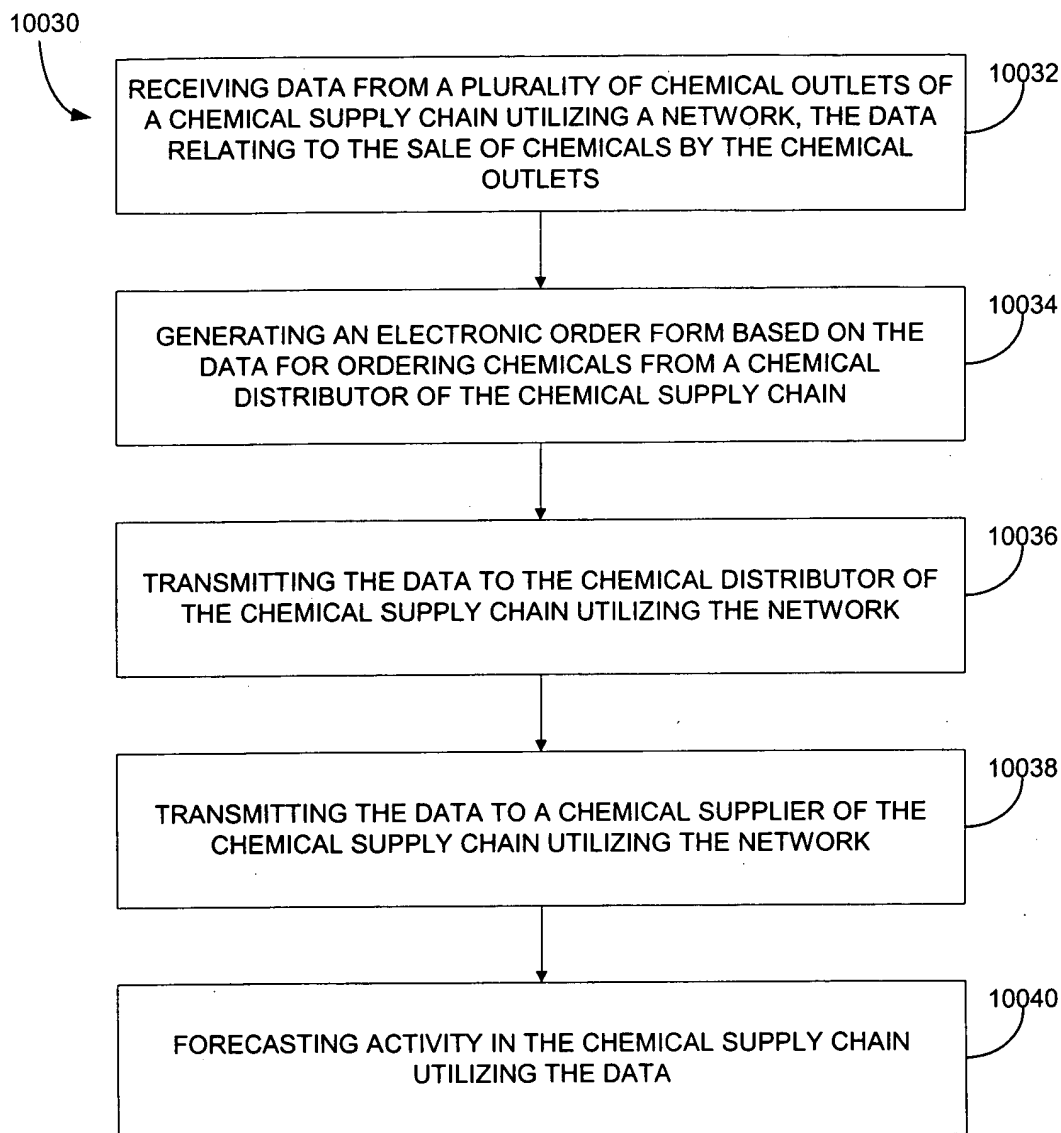 10030
RECEIVING DATA FROM A PLURALITY OF CHEMICAL OUTLETS OF
A CHEMICAL SUPPLY CHAIN UTILIZING A NETWORK, THE DATA
RELATING TO THE SALE OF CHEMICALS BY THE CHEMICAL
OUTLETS
10032
GENERATING AN ELECTRONIC ORDER FORM BASED ON THE
DATA FOR ORDERING CHEMICALS FROM A CHEMICAL
DISTRIBUTOR OF THE CHEMICAL SUPPLY CHAIN
10034
TRANSMITTING THE DATA TO THE CHEMICAL DISTRIBUTOR OF
THE CHEMICAL SUPPLY CHAIN UTILIZING THE NETWORK
10036
TRANSMITTING THE DATA TO A CHEMICAL SUPPLIER OF THE
CHEMICAL SUPPLY CHAIN UTILIZING THE NETWORK
10038
FORECASTING ACTIVITY IN THE CHEMICAL SUPPLY CHAIN
UTILIZING THE DATA
10040